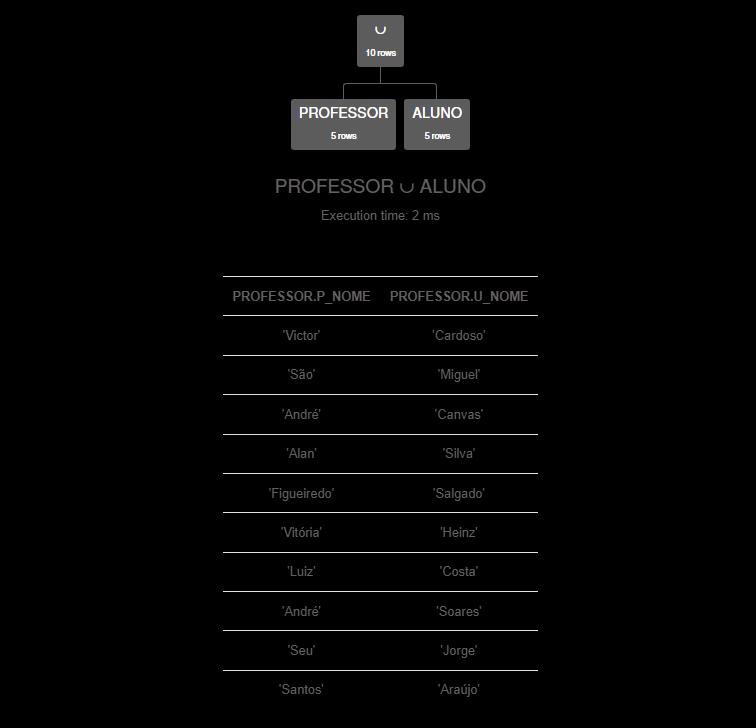 ∪
10 rows
PROFESSOR ALUNO
5 rows 5 rows
PROFESSOR ∪ ALUNO
Execution time: 2 ms
PROFESSOR.P_NOME PROFESSOR.U_NOME
'Victor' 'Cardoso'
'São' 'Miguel'
'André' 'Canvas'
'Alan' 'Silva'
'Figueiredo' 'Salgado'
'Vitória' 'Heinz'
'Luiz' 'Costa'
'André' 'Soares'
'Seu' 'Jorge'
'Santos' 'Araújo'